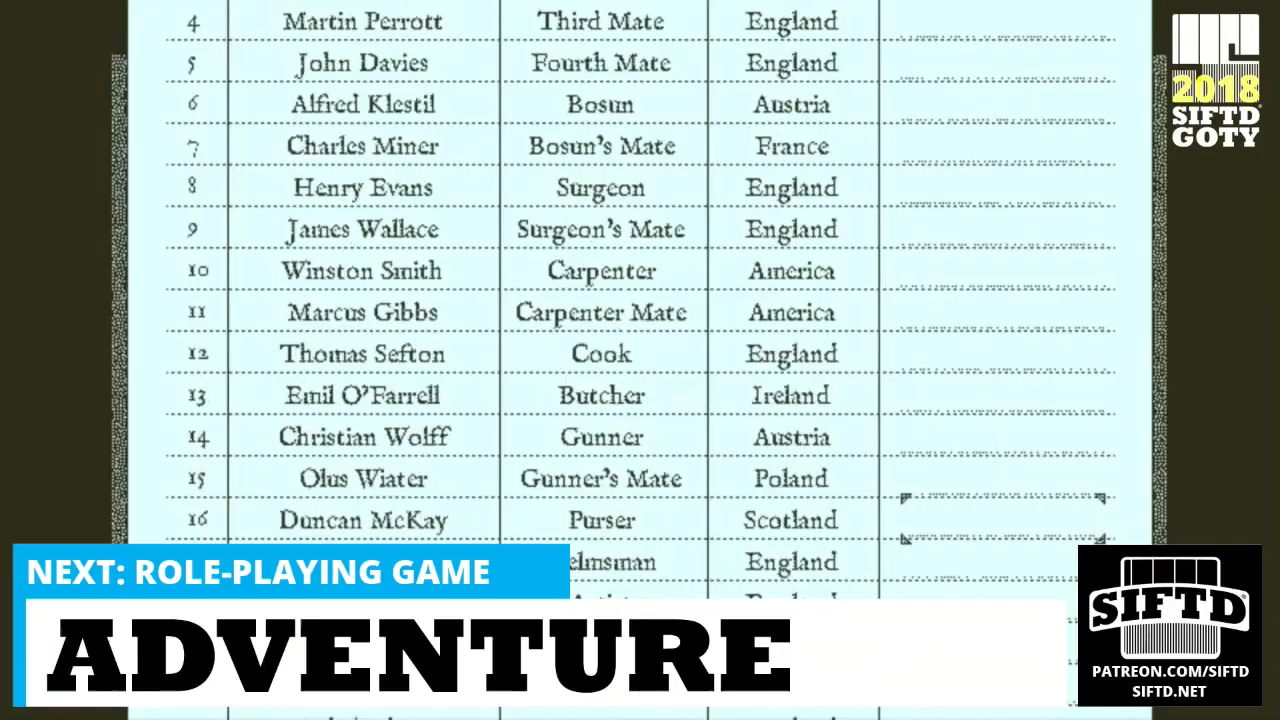 4 Martin Perrott Third Mate England
5 John Davies Fourth Mate England
6 Alfred Klestil Bosun Austria
7 Charles Miner Bosun's Mate France
8 Henry Evans Surgeon England
9 James Wallace Surgeon's Mate England
10 Winston Smith Carpenter America
11 Marcus Gibbs Carpenter Mate America
12 Thomas Sefton Cook England
13 Emil O'Farrell Butcher Ireland
14 Christian Wolff Gunner Austria
15 Olus Wiater Gunner's Mate Poland
16 Duncan McKay Purser Scotland
elmsman England
2018
SIFTD
GOTY
NEXT: ROLE-PLAYING GAME
ADVENTURE
SIFTD
PATREON.COM/SIFTD
SIFTD.NET